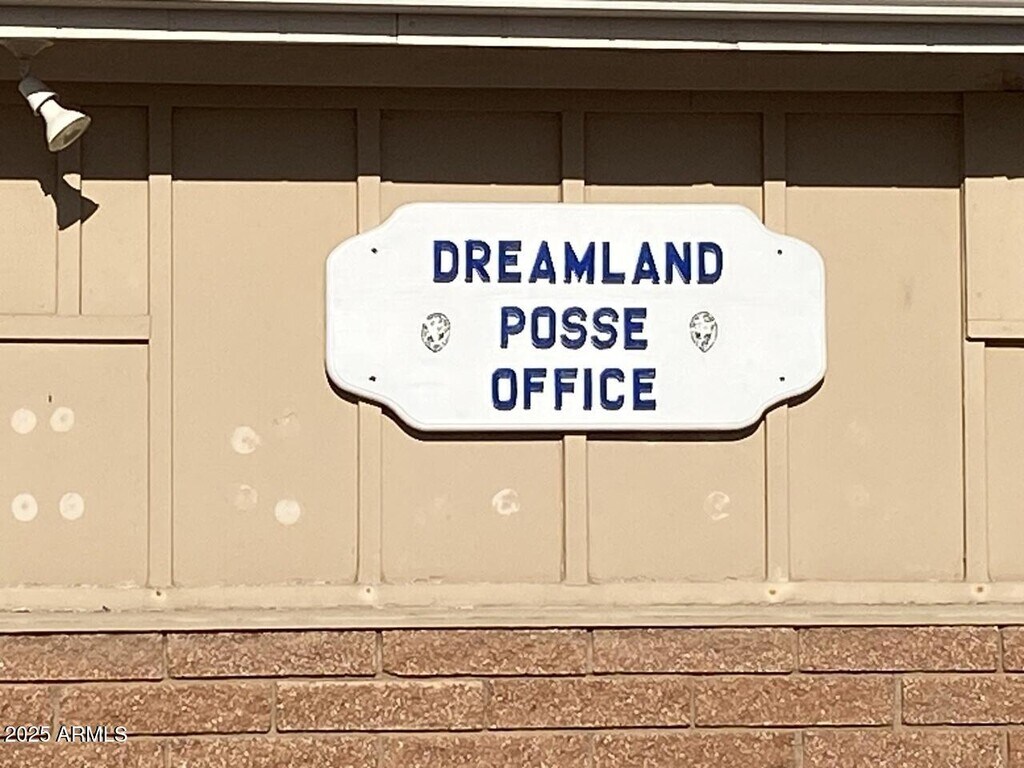 DREAMLAND
POSSE
OFFICE
2025 ARMLS